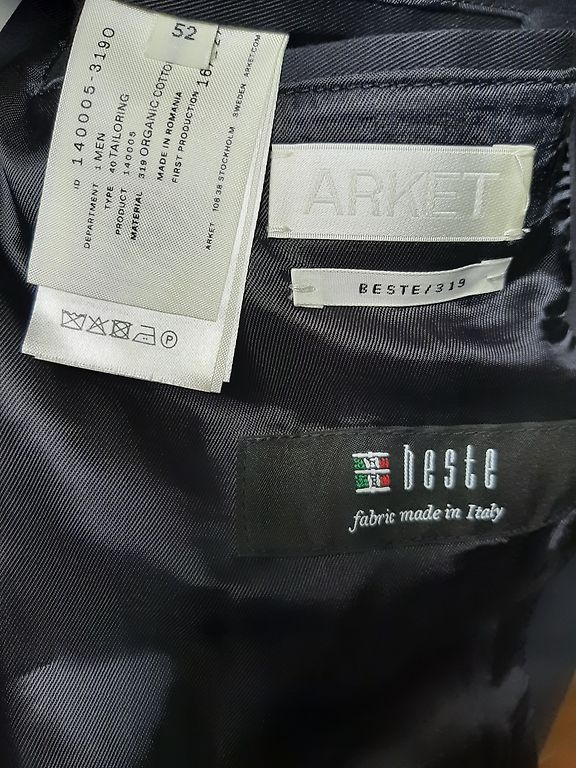 52
ID 140005-3190
DEPARTMENT 1 MEN
TYPE 40 TAILORING
PRODUCT 140005
MATERIAL 319 ORGANIC COTTON
MADE IN ROMANIA
FIRST PRODUCTION
ARKET 106 38 STOCKHOLM SWEDEN ARKET.COM
P
ARKET
BESTE/319
beste
fabric made in Italy